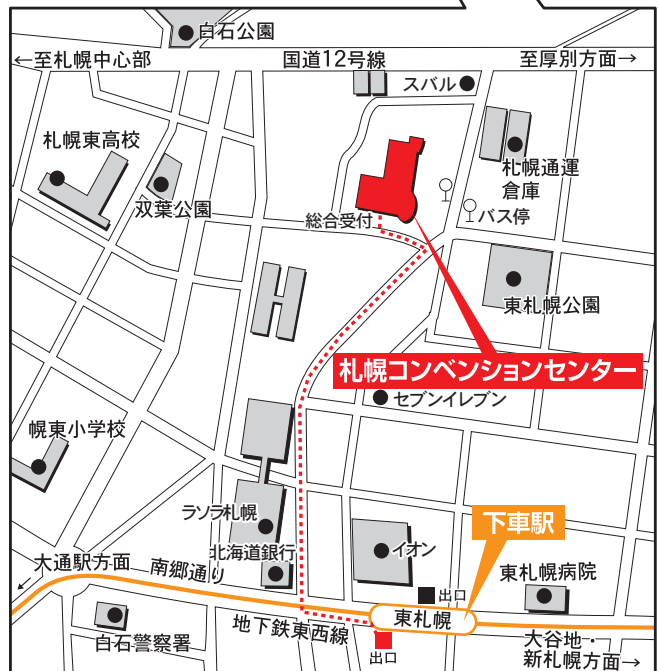 白石公園
←至札幌中心部
国道12号線
至厚別方面→
スバル
札幌東高校
札幌通運
倉庫
双葉公園
総合受付
バス停
東札幌公園
札幌コンベンションセンター
セブンイレブン
幌東小学校
ラソラ札幌
下車駅
北海道銀行
イオン
大通駅方面
南郷通り
東札幌病院
出口
東札幌
地下鉄東西線
白石警察署
大谷地・
新札幌方面→
出口